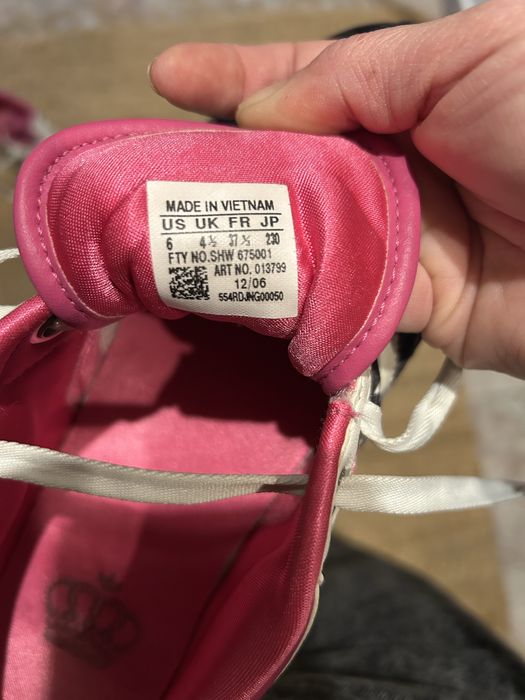 MADE IN VIETNAM
US UK FR JP
6 4½ 37⅓ 230
FTY NO.SHW 675001
ART NO. 013799
12/06
554RDJNG00050